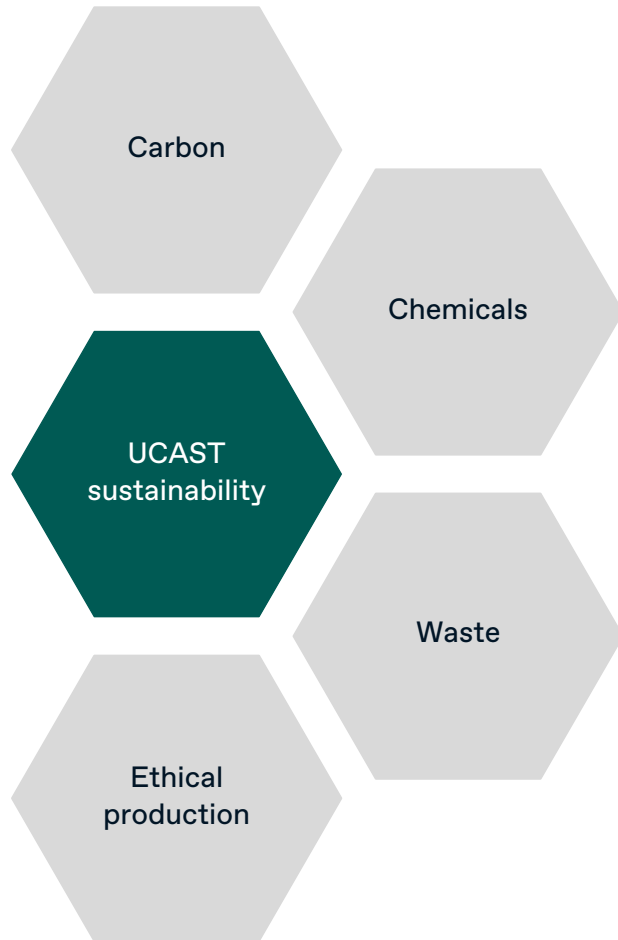 Carbon
Chemicals
UCAST
sustainability
Waste
Ethical
production